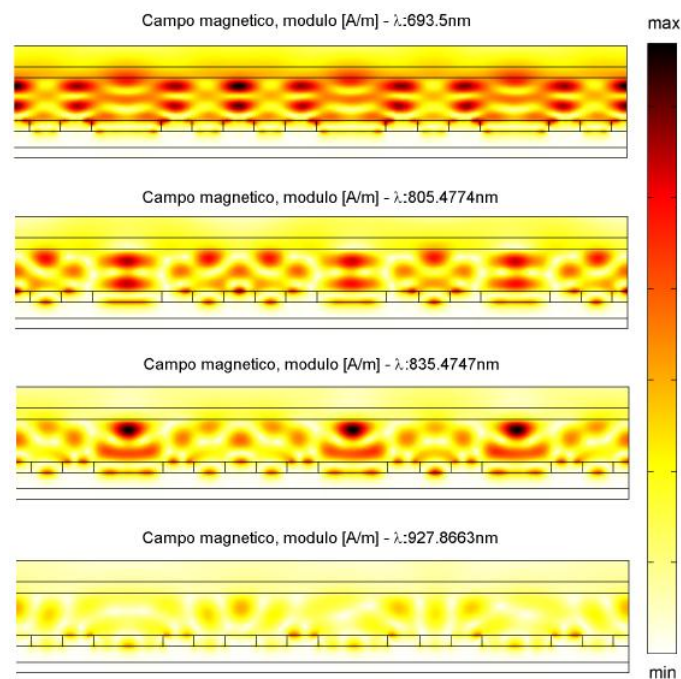 Campo magnetico, modulo [A/m] - λ:693.5nm
max
Campo magnetico, modulo [A/m] - λ:805.4774nm
Campo magnetico, modulo [A/m] - λ:835.4747nm
Campo magnetico, modulo [A/m] - λ:927.8663nm
min